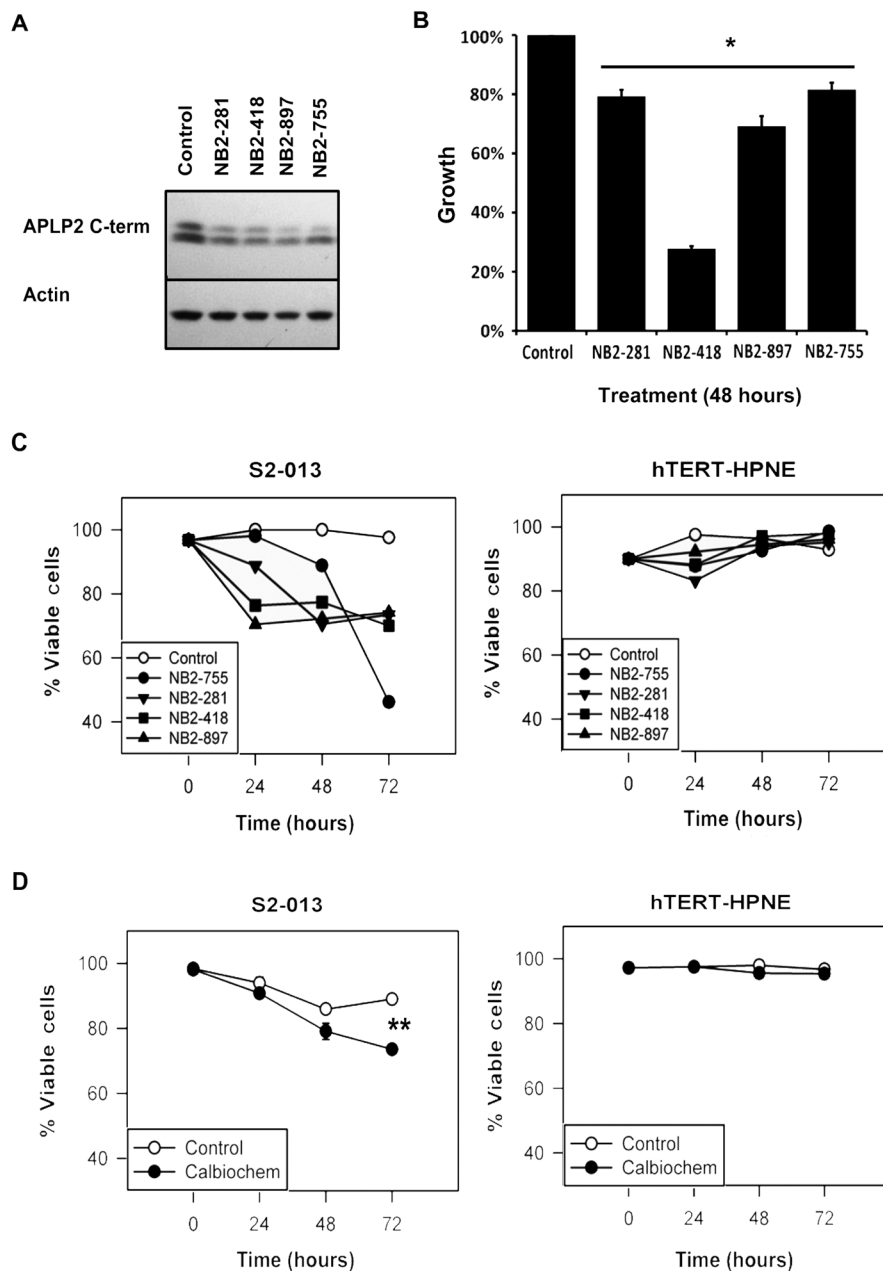 A
Control
NB2-281
NB2-418
NB2-897
NB2-755
APLP2 C-term
Actin
B
100%
80%
60%
40%
20%
0%
Growth
*
Control NB2-281 NB2-418 NB2-897 NB2-755
Treatment (48 hours)
C
S2-013
% Viable cells
100
80
60
40
Control
NB2-755
NB2-281
NB2-418
NB2-897
0 24 48 72
Time (hours)
hTERT-HPNE
% Viable cells
100
80
60
40
Control
NB2-755
NB2-281
NB2-418
NB2-897
0 24 48 72
Time (hours)
D
S2-013
% Viable cells
100
80
60
40
**
Control
Calbiochem
0 24 48 72
Time (hours)
hTERT-HPNE
% Viable cells
100
80
60
40
Control
Calbiochem
0 24 48 72
Time (hours)